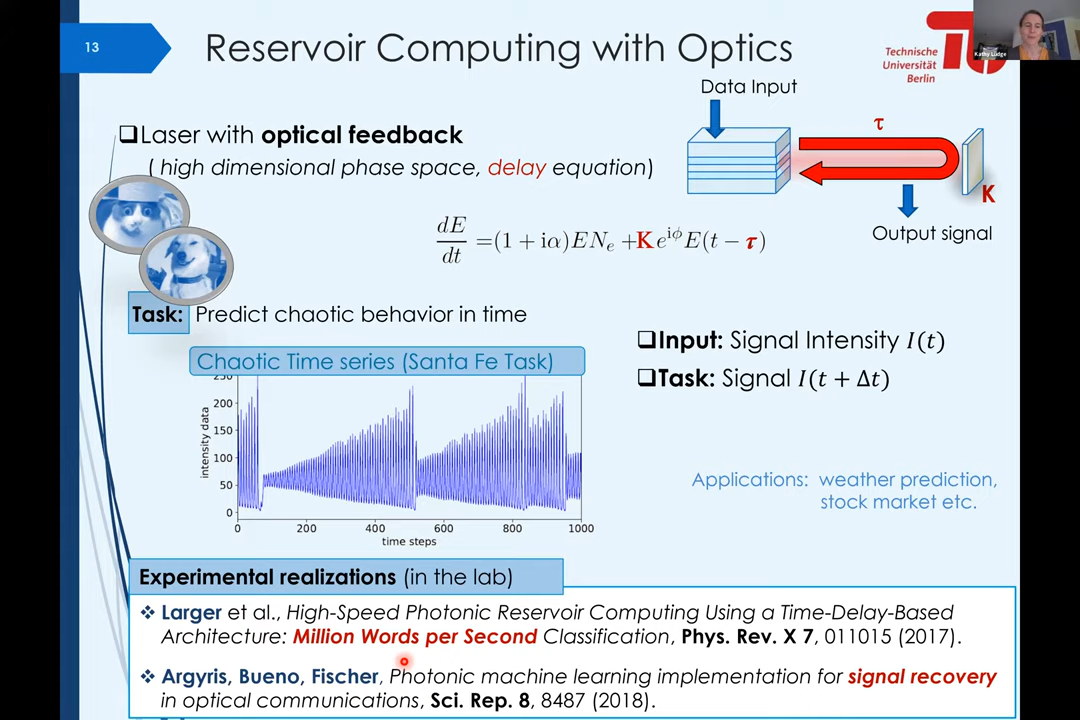 13
Reservoir Computing with Optics
Technische
Universität
Berlin
Kathy Lüdge
Data Input
❑Laser with optical feedback
( high dimensional phase space, delay equation)
τ
K
Output signal
dE/dt =(1 + iα)ENₑ +K e^{iϕ} E(t − τ)
Task: Predict chaotic behavior in time
Chaotic Time series (Santa Fe Task)
250
200
150
100
50
0
intensity data
0 200 400 600 800 1000
time steps
❑Input: Signal Intensity I(t)
❑Task: Signal I(t + Δt)
Applications: weather prediction,
stock market etc.
Experimental realizations (in the lab)
❖ Larger et al., High-Speed Photonic Reservoir Computing Using a Time-Delay-Based
Architecture: Million Words per Second Classification, Phys. Rev. X 7, 011015 (2017).
❖ Argyris, Bueno, Fischer, Photonic machine learning implementation for signal recovery
in optical communications, Sci. Rep. 8, 8487 (2018).